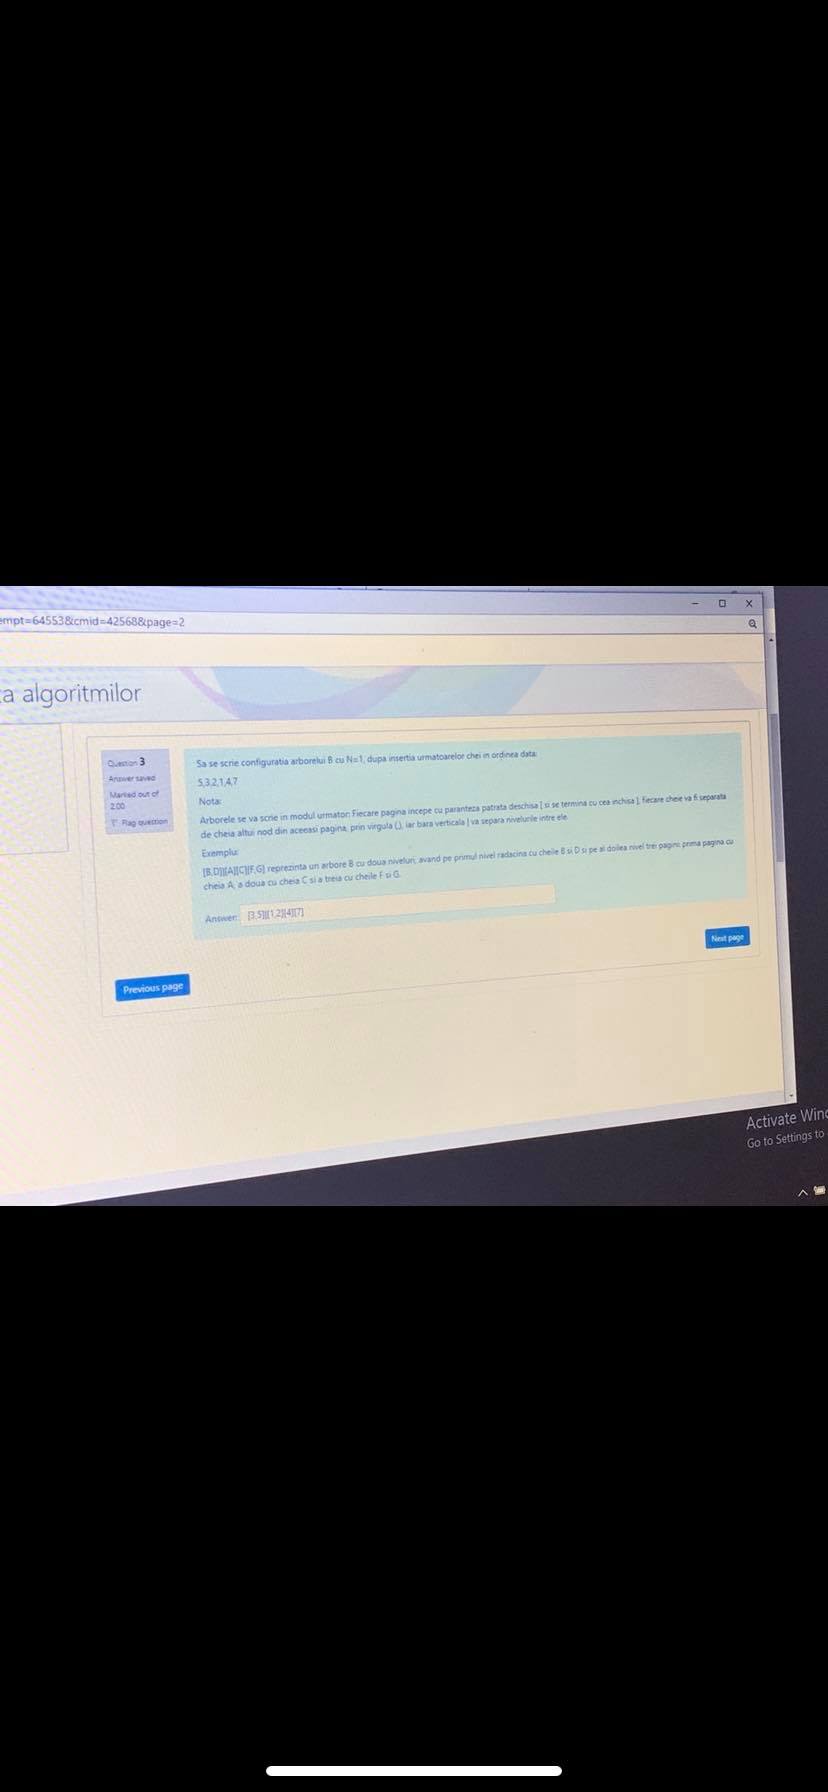 empt=64553&cmid=42568&page=2
a algoritmilor
Question 3
Answer saved
Marked out of
2.00
Flag question
Sa se scrie configuratia arborelui B cu N=1, dupa insertia urmatoarelor chei in ordinea data:
5,3,2,1,4,7
Nota:
Arborele se va scrie in modul urmator: Fiecare pagina incepe cu paranteza patrata deschisa [ si se termina cu cea inchisa ], fiecare cheie va fi separata
de cheia altui nod din aceeasi pagina, prin virgula (,), iar bara verticala | va separa nivelurile intre ele.
Exemplu:
[B,D]|[A][C][F,G] reprezinta un arbore B cu doua niveluri, avand pe primul nivel radacina cu cheile B si D si pe al doilea nivel trei pagini: prima pagina cu
cheia A, a doua cu cheia C si a treia cu cheile F si G.
Answer: [3,5]|[1,2][4][7]
Next page
Previous page
Activate Wind
Go to Settings to